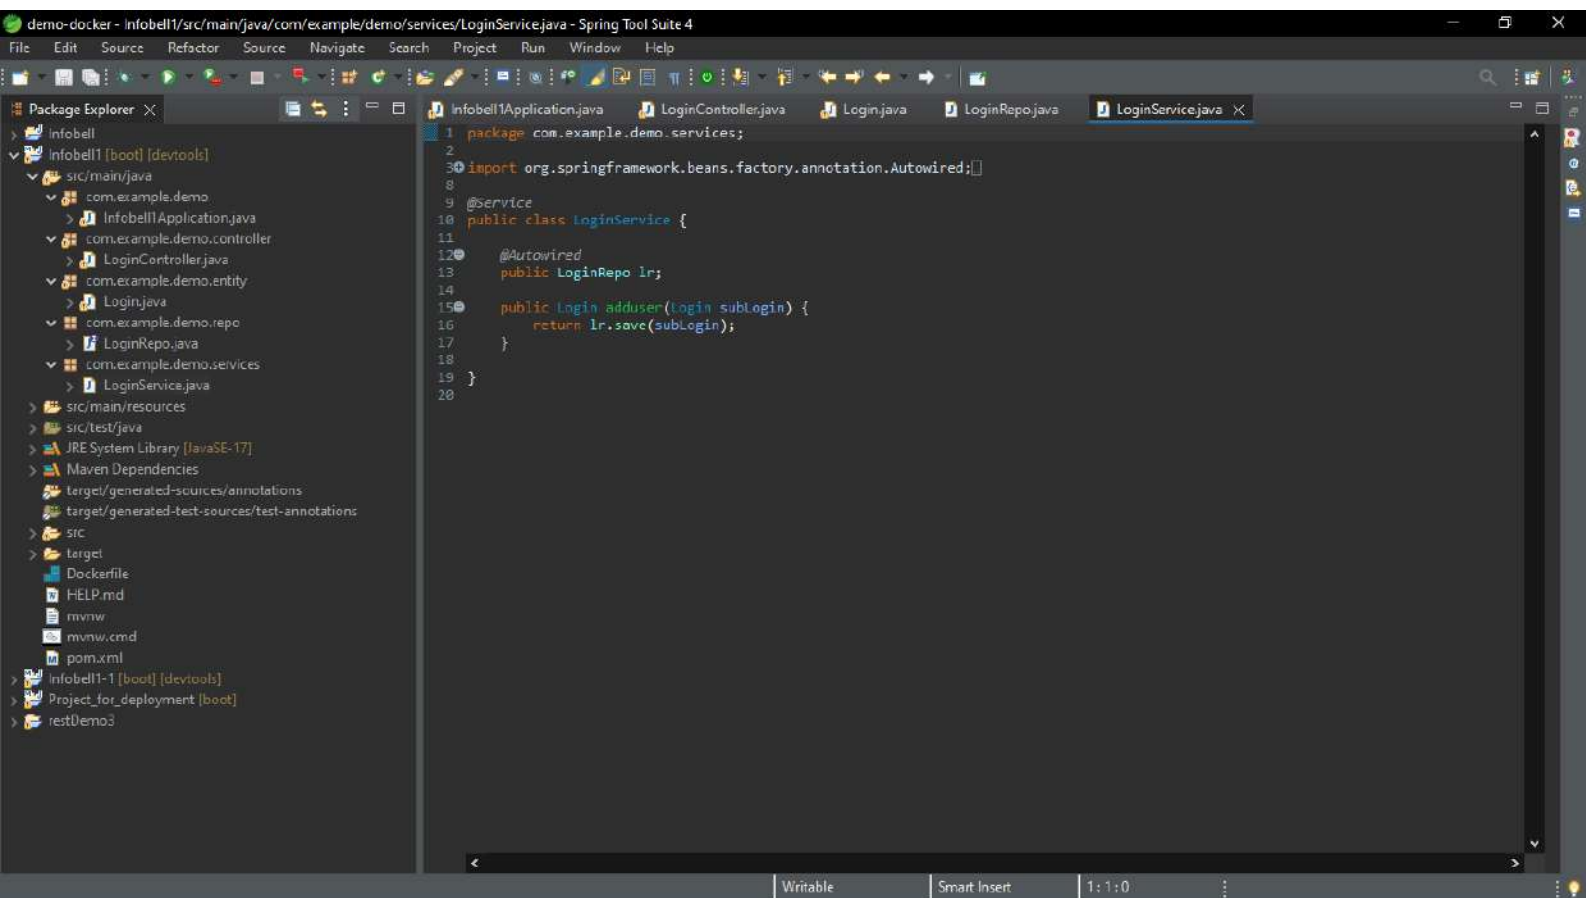 demo-docker - Infobell1/src/main/java/com/example/demo/services/LoginService.java - Spring Tool Suite 4
File Edit Source Refactor Source Navigate Search Project Run Window Help
Package Explorer
Infobell1Application.java LoginController.java Login.java LoginRepo.java LoginService.java
Infobell
Infobell1 [boot] [devtools]
src/main/java
com.example.demo
Infobell1Application.java
com.example.demo.controller
LoginController.java
com.example.demo.entity
Login.java
com.example.demo.repo
LoginRepo.java
com.example.demo.services
LoginService.java
src/main/resources
src/test/java
JRE System Library [JavaSE-17]
Maven Dependencies
target/generated-sources/annotations
target/generated-test-sources/test-annotations
src
target
Dockerfile
HELP.md
mvnw
mvnw.cmd
pom.xml
Infobell1-1 [boot] [devtools]
Project_for_deployment [boot]
restDemo3
1 package com.example.demo.services;
2
3 import org.springframework.beans.factory.annotation.Autowired;
8
9 @Service
10 public class LoginService {
11
12 @Autowired
13 public LoginRepo lr;
14
15 public Login adduser(Login subLogin) {
16 return lr.save(subLogin);
17 }
18
19 }
20
Writable Smart Insert 1:1:0